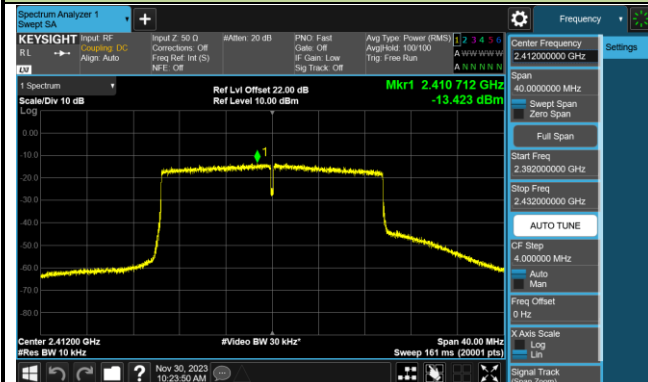 Spectrum Analyzer 1
Swept SA
Frequency
KEYSIGHT
RL
Input: RF
Coupling: DC
Align: Auto
Input Z: 50 Ω
Corrections: Off
Freq Ref: Int (S)
NFE: Off
#Atten: 20 dB
PNO: Fast
Gate: Off
IF Gain: Low
Sig Track: Off
Avg Type: Power (RMS)
Avg|Hold: 100/100
Trig: Free Run
1 2 3 4 5 6
A W W W W W
A N N N N N
1 Spectrum
Scale/Div 10 dB
Log
Ref Lvl Offset 22.00 dB
Ref Level 10.00 dBm
Mkr1 2.410 712 GHz
-13.423 dBm
0.00
-10.0
-20.0
-30.0
-40.0
-50.0
-60.0
-70.0
-80.0
1
Center 2.41200 GHz
#Res BW 10 kHz
#Video BW 30 kHz*
Span 40.00 MHz
Sweep 161 ms (20001 pts)
Nov 30, 2023
10:23:50 AM
Center Frequency
2.412000000 GHz
Settings
Span
40.0000000 MHz
Swept Span
Zero Span
Full Span
Start Freq
2.392000000 GHz
Stop Freq
2.432000000 GHz
AUTO TUNE
CF Step
4.000000 MHz
Auto
Man
Freq Offset
0 Hz
X Axis Scale
Log
Lin
Signal Track
(Span Zoom)